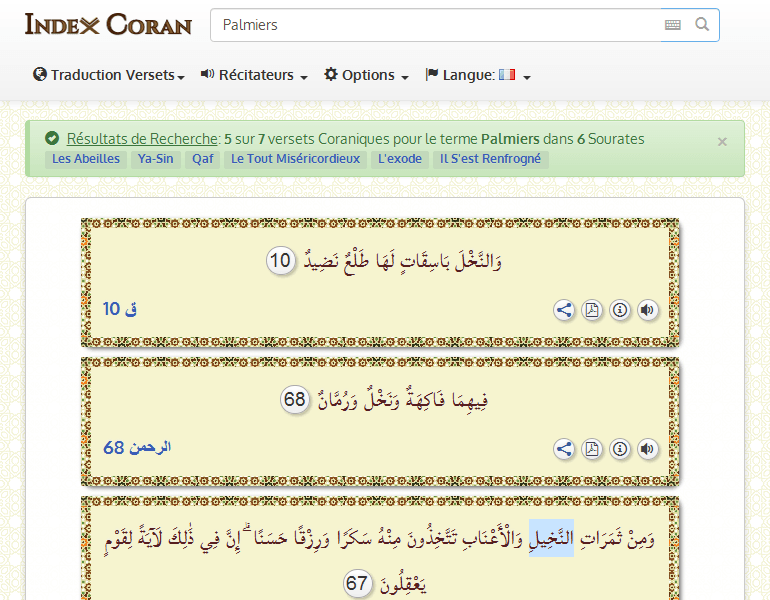 Index Coran
Palmiers
Traduction Versets
Récitateurs
Options
Langue:
Résultats de Recherche: 5 sur 7 versets Coraniques pour le terme Palmiers dans 6 Sourates
×
Les Abeilles Ya-Sin Qaf Le Tout Miséricordieux L'exode Il S'est Renfrogné
وَالنَّخْلَ بَاسِقَاتٍ لَهَا طَلْعٌ نَضِيدٌ 10
ق 10
فِيهِمَا فَاكِهَةٌ وَنَخْلٌ وَرُمَّانٌ 68
الرحمن 68
وَمِنْ ثَمَرَاتِ النَّخِيلِ وَالْأَعْنَابِ تَتَّخِذُونَ مِنْهُ سَكَرًا وَرِزْقًا حَسَنًا ۗ إِنَّ فِي ذَٰلِكَ لَآيَةً لِقَوْمٍ
يَعْقِلُونَ 67